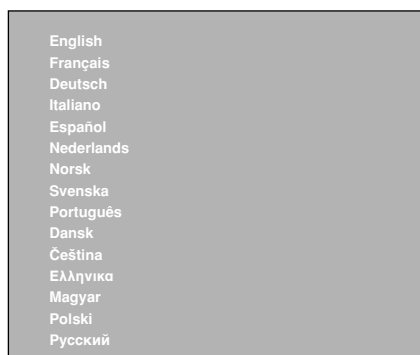 English
Français
Deutsch
Italiano
Español
Nederlands
Norsk
Svenska
Português
Dansk
Čeština
Ελληνικα
Magyar
Polski
Русский